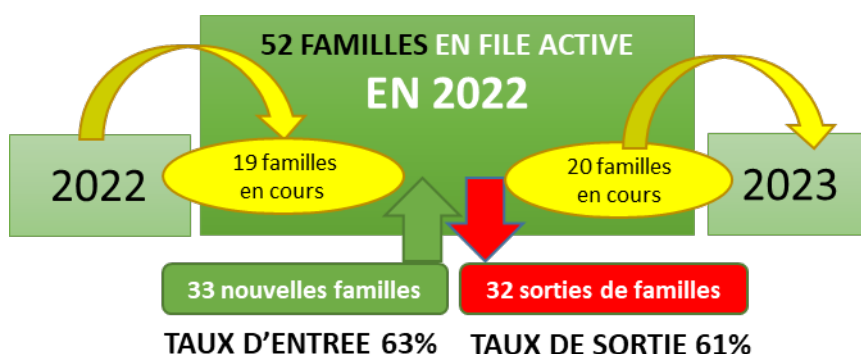 52 FAMILLES EN FILE ACTIVE
EN 2022
2022
19 familles
en cours
20 familles
en cours
2023
33 nouvelles familles
32 sorties de familles
TAUX D'ENTREE 63%
TAUX DE SORTIE 61%